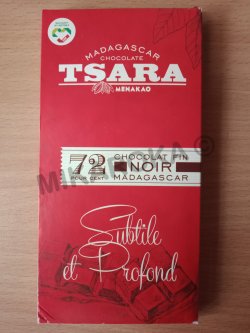 MADAGASCAR
CHOCOLATE
TSARA
MENAKAO
72
POUR CENT
CHOCOLAT FIN
NOIR
MADAGASCAR
Subtile
et Profond